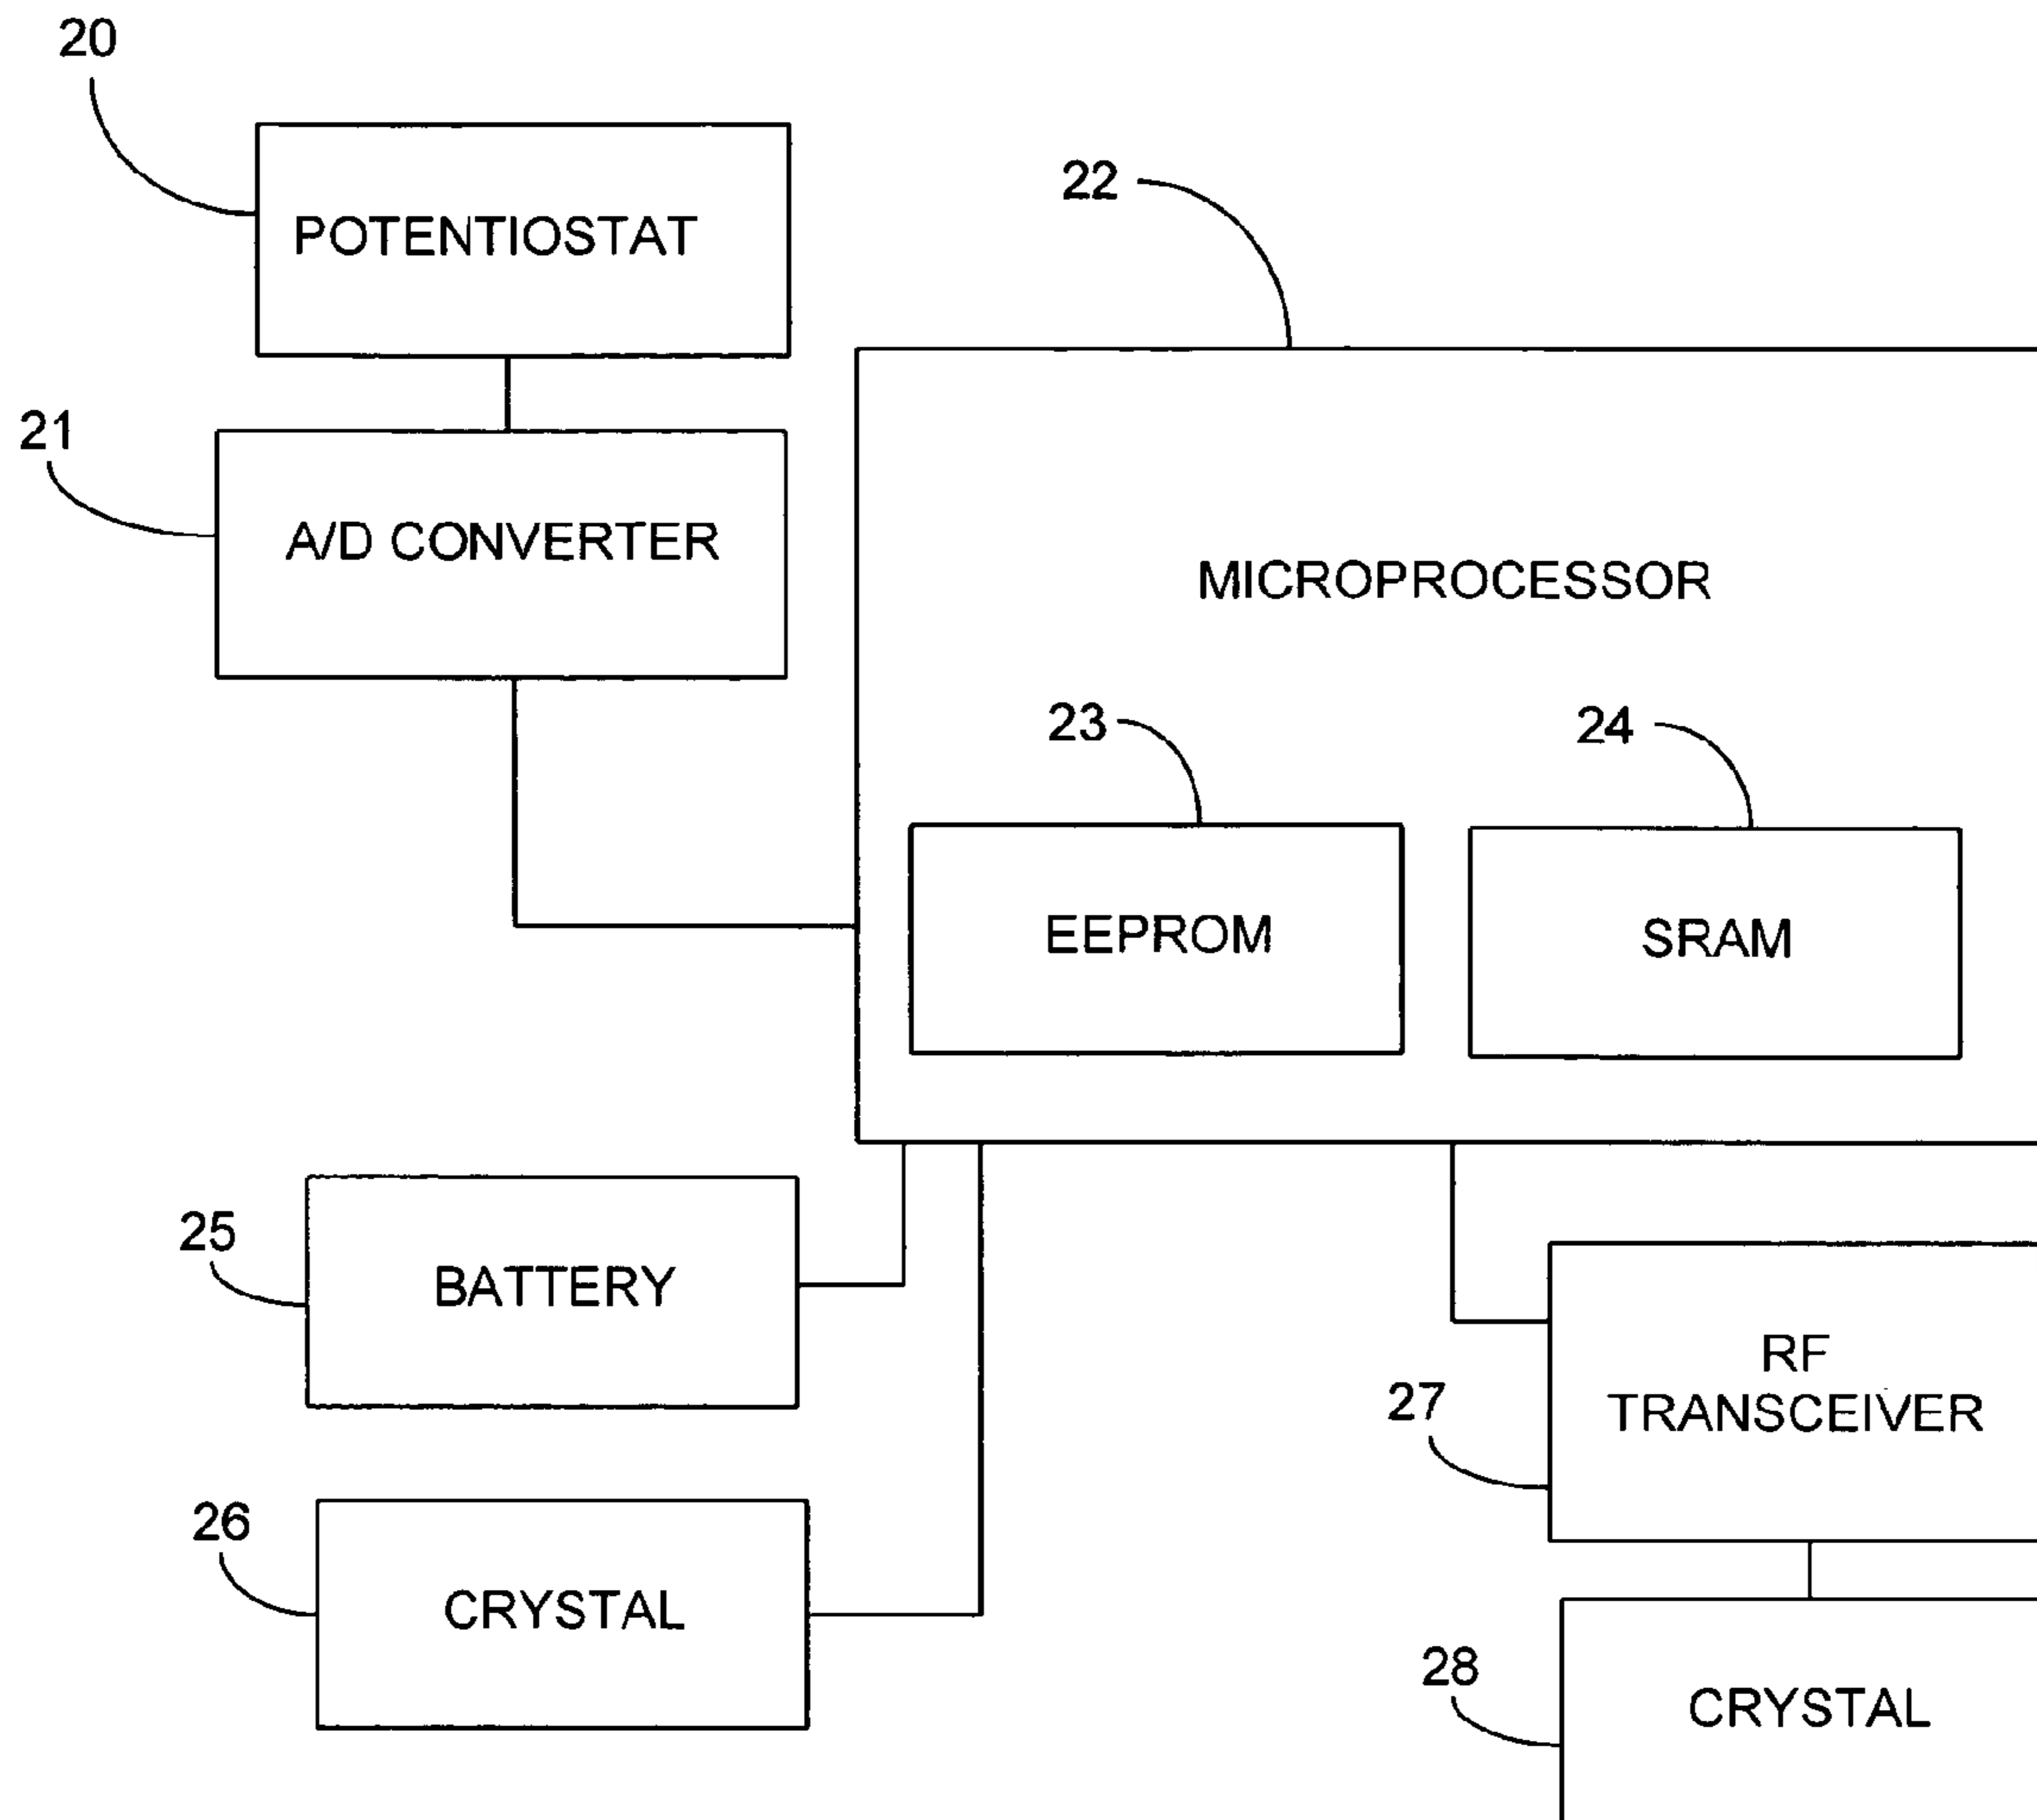 20
POTENTIOSTAT
22
21
A/D CONVERTER
MICROPROCESSOR
23
24
EEPROM
SRAM
25
BATTERY
RF
TRANSCEIVER
27
26
CRYSTAL
28
CRYSTAL